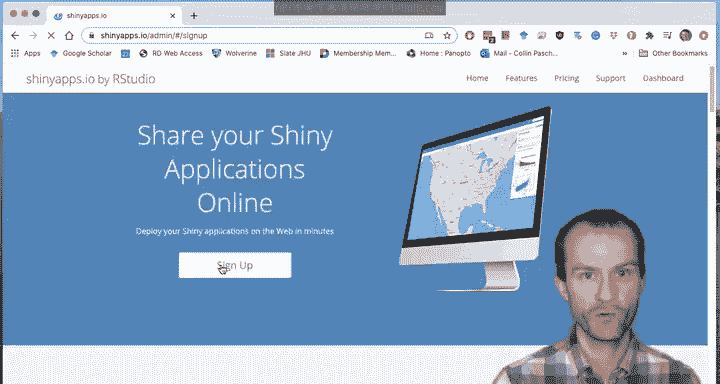 shinyapps.io
shinyapps.io/admin/#/signup
Apps Google Scholar RD Web Access Wolverine Slate JHU Membership Mem... Home : Panopto Mail - Collin Pasch... » Other Bookmarks
shinyapps.io by RStudio Home Features Pricing Support Dashboard
Share your Shiny
Applications
Online
Deploy your Shiny applications on the Web in minutes
Sign Up